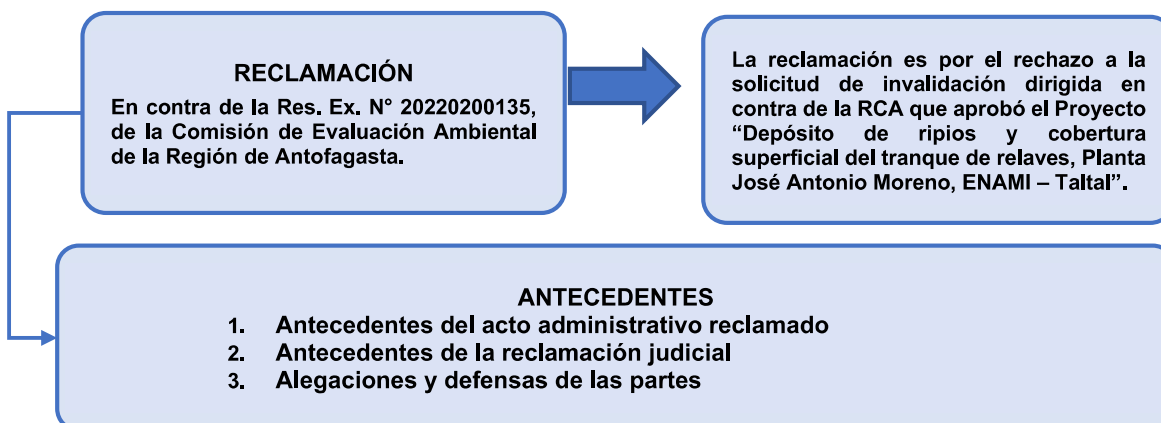 RECLAMACIÓN
En contra de la Res. Ex. N° 20220200135,
de la Comisión de Evaluación Ambiental
de la Región de Antofagasta.
La reclamación es por el rechazo a la
solicitud de invalidación dirigida en
contra de la RCA que aprobó el Proyecto
“Depósito de ripios y cobertura
superficial del tranque de relaves, Planta
José Antonio Moreno, ENAMI – Taltal”.
ANTECEDENTES
1. Antecedentes del acto administrativo reclamado
2. Antecedentes de la reclamación judicial
3. Alegaciones y defensas de las partes